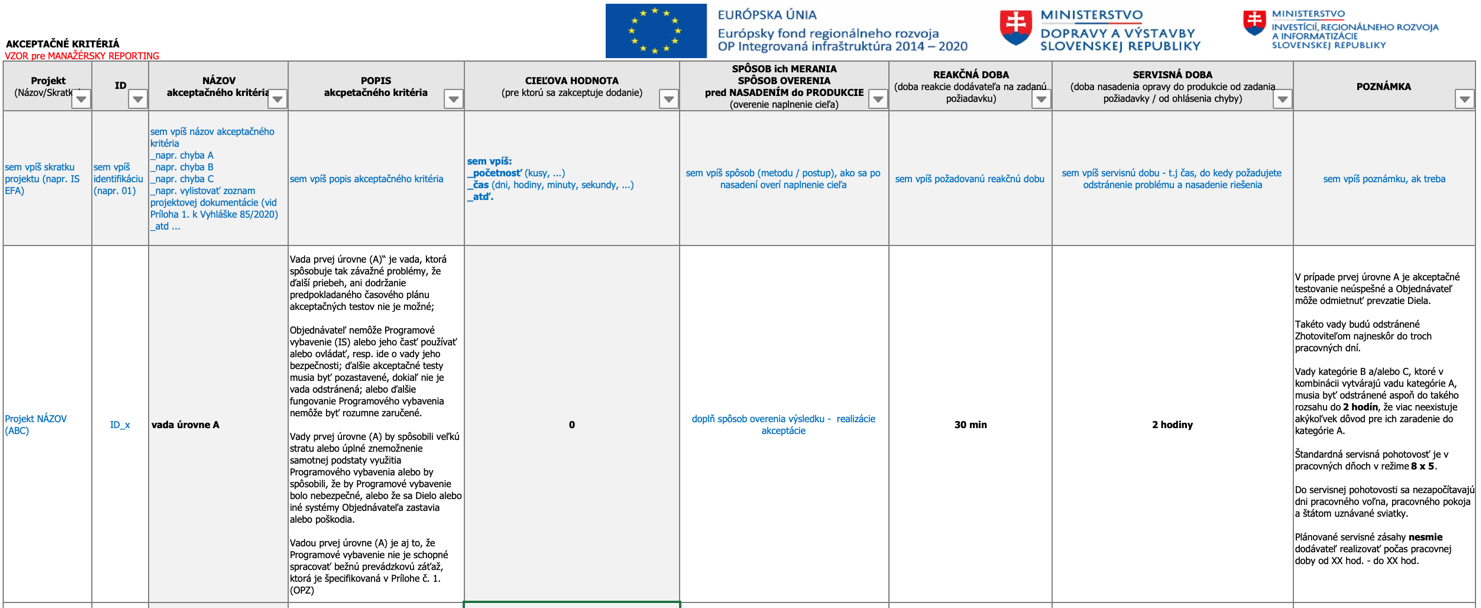 EURÓPSKA ÚNIA
Európsky fond regionálneho rozvoja
OP Integrovaná infraštruktúra 2014 – 2020
MINISTERSTVO
DOPRAVY A VÝSTAVBY
SLOVENSKEJ REPUBLIKY
MINISTERSTVO
INVESTÍCIÍ, REGIONÁLNEHO ROZVOJA
A INFORMATIZÁCIE
SLOVENSKEJ REPUBLIKY
AKCEPTAČNÉ KRITÉRIÁ
VZOR pre MANAŽÉRSKY REPORTING
Projekt
(Názov/Skratk
ID
NÁZOV
akceptačného kritéria
POPIS
akcpetačného kritéria
CIEĽOVA HODNOTA
(pre ktorú sa zakceptuje dodanie)
SPÔSOB ich MERANIA
SPÔSOB OVERENIA
pred NASADENÍM do PRODUKCIE
(overenie naplnenie cieľa)
REAKČNÁ DOBA
(doba reakcie dodávateľa na zadanú
požiadavku)
SERVISNÁ DOBA
(doba nasadenia opravy do produkcie od zadania
požiadavky / od ohlásenia chyby)
POZNÁMKA
sem vpíš skratku
projektu (napr. IS
EFA)
sem vpíš
identifikáciu
(napr. 01)
sem vpíš názov akceptačného
kritéria
_napr. chyba A
_napr. chyba B
_napr. chyba C
_napr. vylistovať zoznam
projektovej dokumentácie (vid
Príloha 1. k Vyhláške 85/2020)
_atd ...
sem vpíš popis akceptačného kritéria
sem vpíš:
_početnosť (kusy, ...)
_čas (dni, hodiny, minuty, sekundy, ...)
_atď.
sem vpíš spôsob (metodu / postup), ako sa po
nasadení overí naplnenie cieľa
sem vpíš požadovanú reakčnú dobu
sem vpíš servisnú dobu - t.j čas, do kedy požadujete
odstránenie problému a nasadenie riešenia
sem vpíš poznámku, ak treba
Projekt NÁZOV
(ABC)
ID_x
vada úrovne A
Vada prvej úrovne (A)“ je vada, ktorá
spôsobuje tak závažné problémy, že
ďalší priebeh, ani dodržanie
predpokladaného časového plánu
akceptačných testov nie je možné;
Objednávateľ nemôže Programové
vybavenie (IS) alebo jeho časť používať
alebo ovládať, resp. ide o vady jeho
bezpečnosti; ďalšie akceptačné testy
musia byť pozastavené, dokiaľ nie je
vada odstránená; alebo ďalšie
fungovanie Programového vybavenia
nemôže byť rozumne zaručené.
Vady prvej úrovne (A) by spôsobili veľkú
stratu alebo úplné znemožnenie
samotnej podstaty využitia
Programového vybavenia alebo by
spôsobili, že by Programové vybavenie
bolo nebezpečné, alebo že sa Dielo alebo
iné systémy Objednávateľa zastavia
alebo poškodia.
Vadou prvej úrovne (A) je aj to, že
Programové vybavenie nie je schopné
spracovať bežnú prevádzkovú záťaž,
ktorá je špecifikovaná v Prílohe č. 1.
(OPZ)
0
doplň spôsob overenia výsledku - realizácie
akceptácie
30 min
2 hodiny
V prípade prvej úrovne A je akceptačné
testovanie neúspešné a Objednávateľ
môže odmietnuť prevzatie Diela.
Takéto vady budú odstránené
Zhotoviteľom najneskôr do troch
pracovných dní.
Vady kategórie B a/alebo C, ktoré v
kombinácii vytvárajú vadu kategórie A,
musia byť odstránené aspoň do takého
rozsahu do 2 hodín, že viac neexistuje
akýkoľvek dôvod pre ich zaradenie do
kategórie A.
Štandardná servisná pohotovosť je v
pracovných dňoch v režime 8 x 5.
Do servisnej pohotovosti sa nezapočítavajú
dni pracovného voľna, pracovného pokoja
a štátom uznávané sviatky.
Plánované servisné zásahy nesmie
dodávateľ realizovať počas pracovnej
doby od XX hod. - do XX hod.